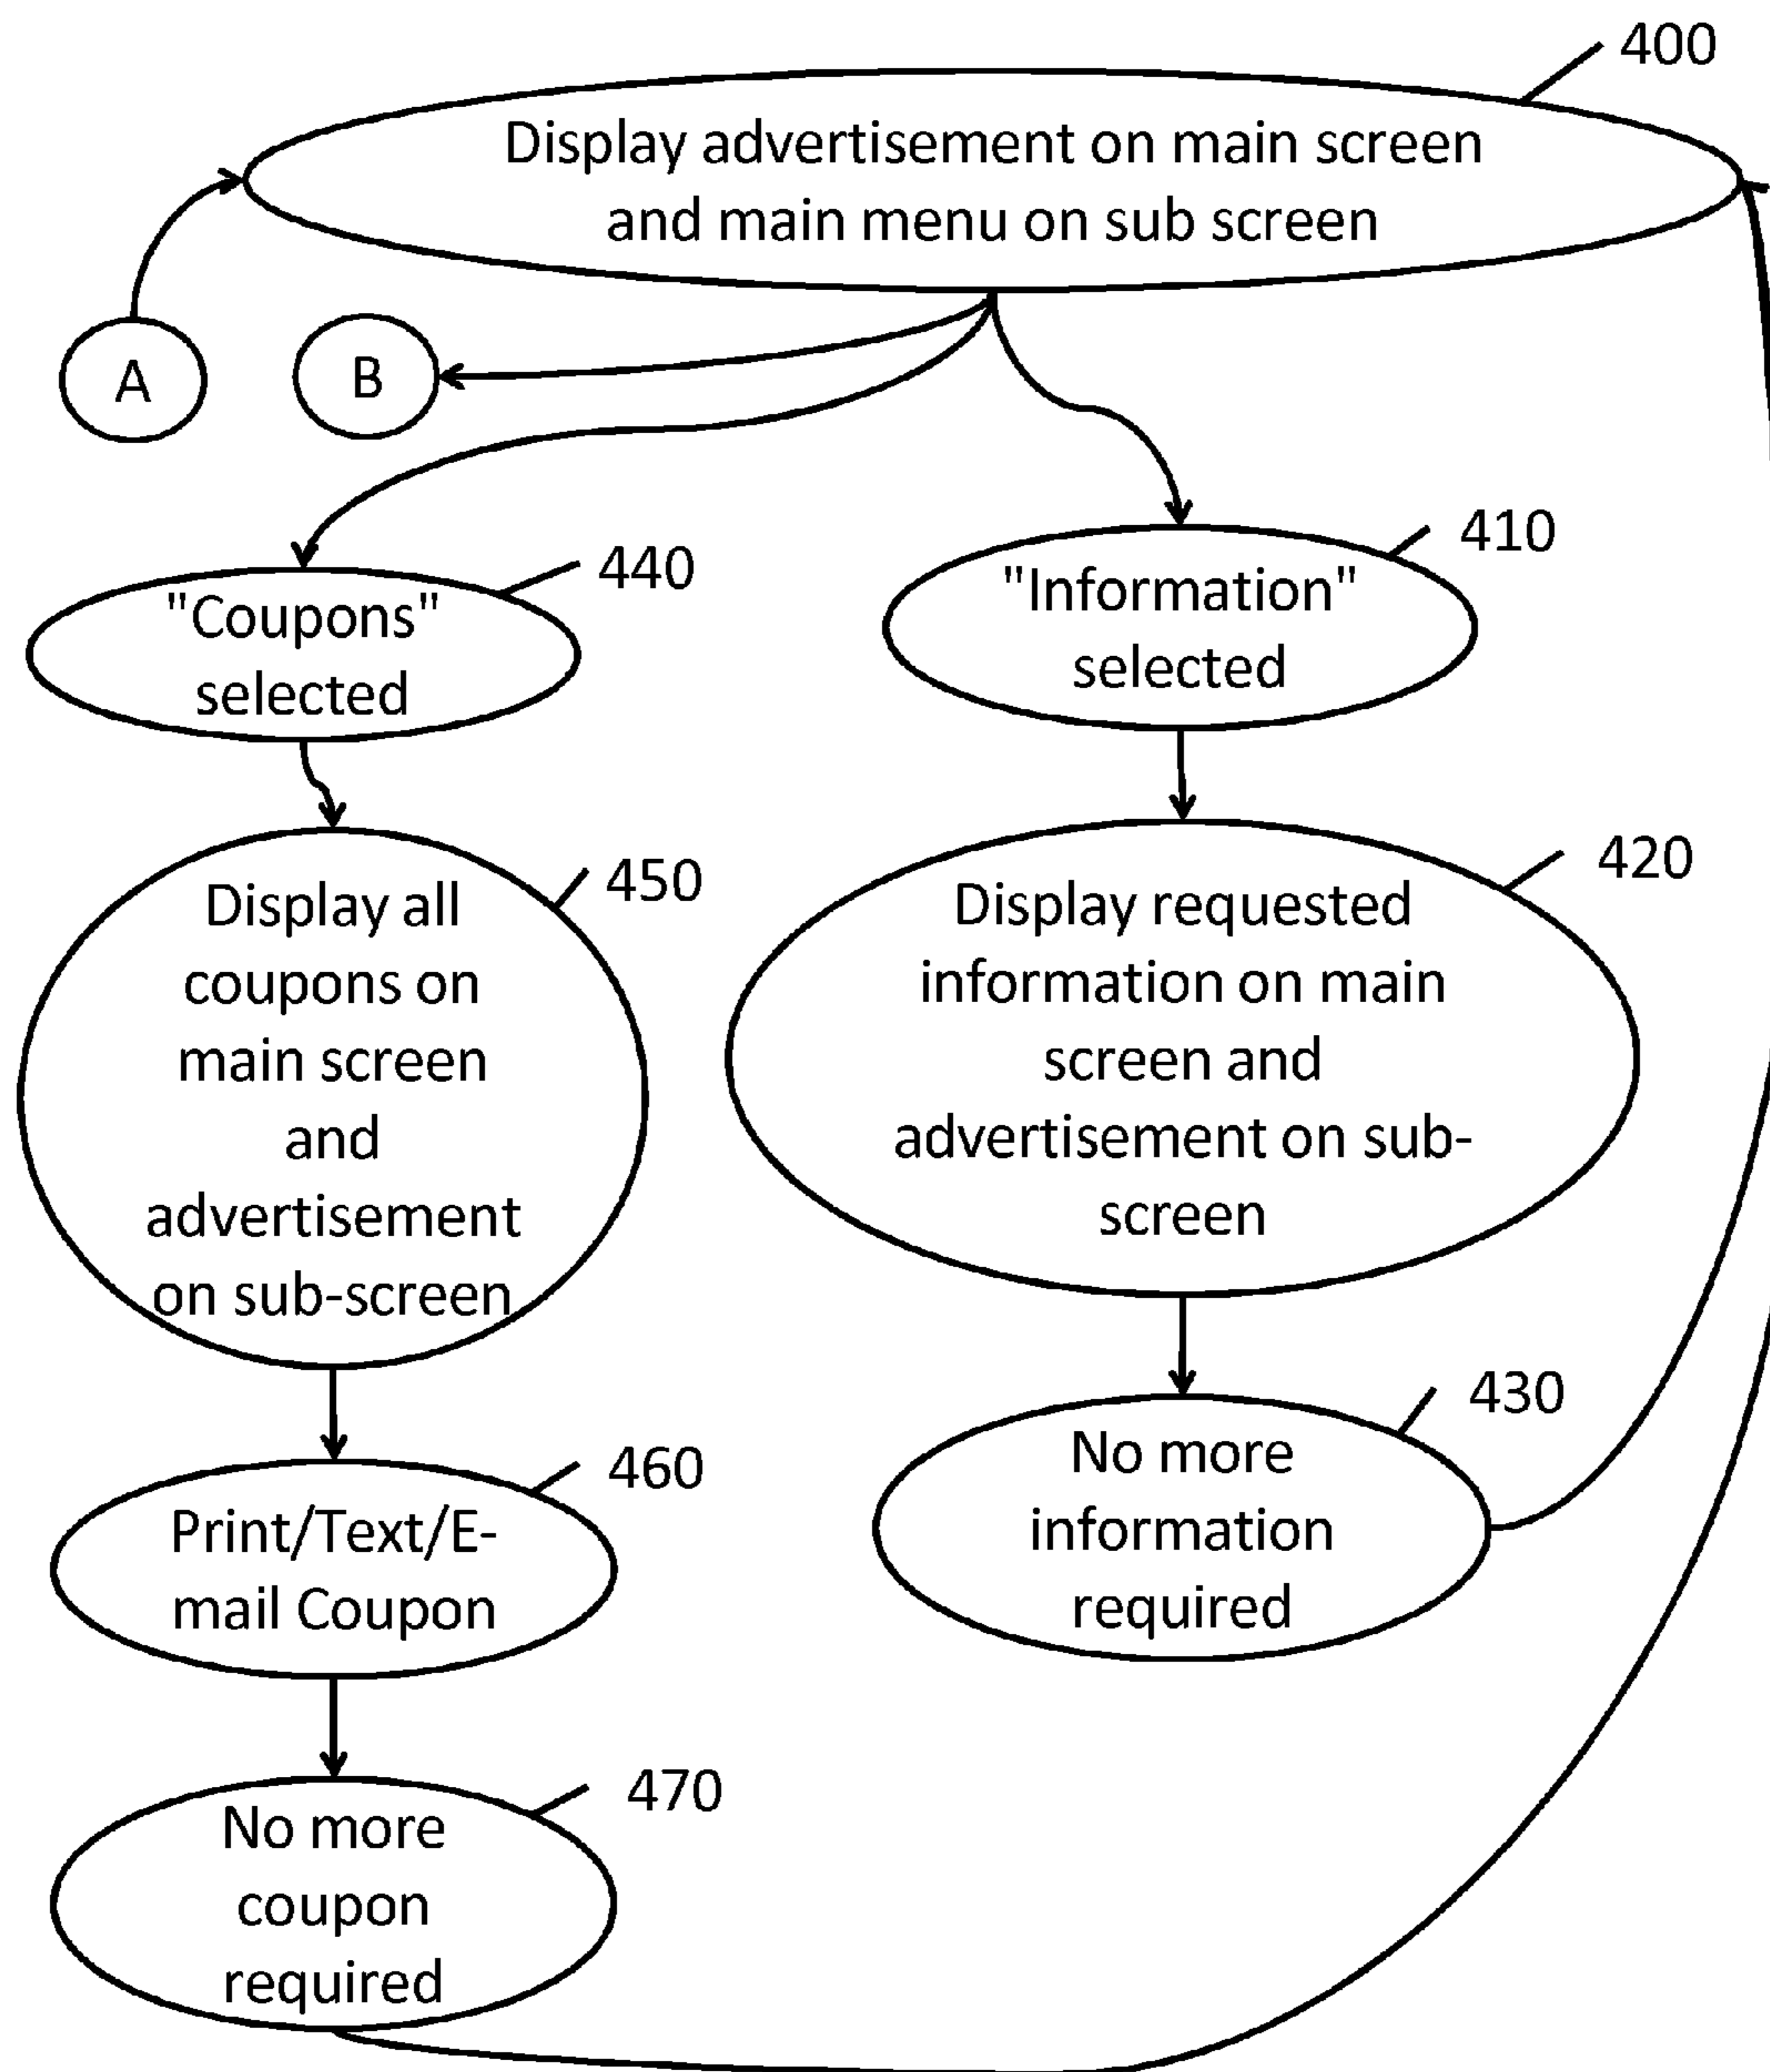 400
Display advertisement on main screen
and main menu on sub screen
A
B
440
"Coupons"
selected
410
"Information"
selected
450
Display all
coupons on
main screen
and
advertisement
on sub-screen
420
Display requested
information on main
screen and
advertisement on sub-
screen
460
Print/Text/E-
mail Coupon
430
No more
information
required
470
No more
coupon
required